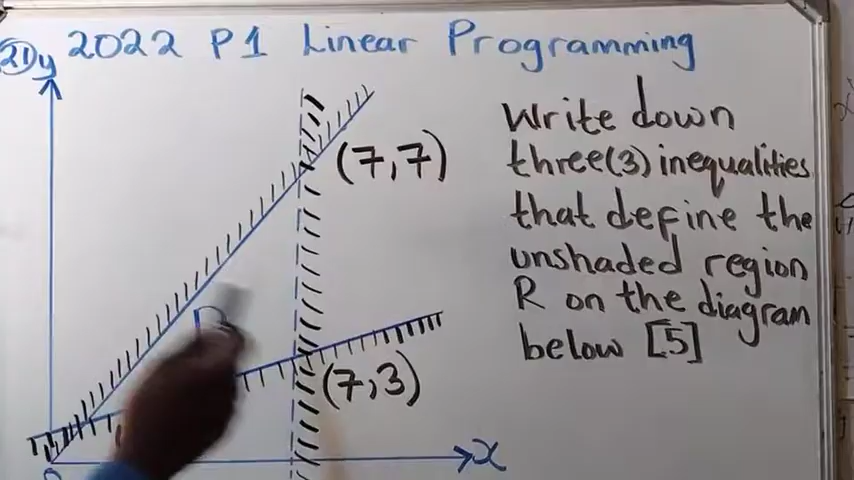 21) 2022 P1 Linear Programming
y
(7,7)
R
(7,3)
x
0
Write down
three(3) inequalities
that define the
unshaded region
R on the diagram
below [5]